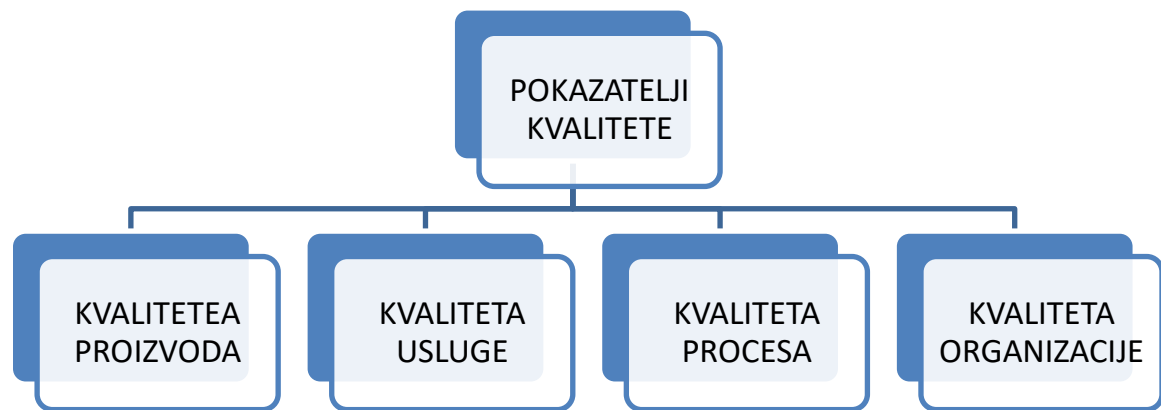 POKAZATELJI
KVALITETE
KVALITETEA
PROIZVODA
KVALITETA
USLUGE
KVALITETA
PROCESA
KVALITETA
ORGANIZACIJE